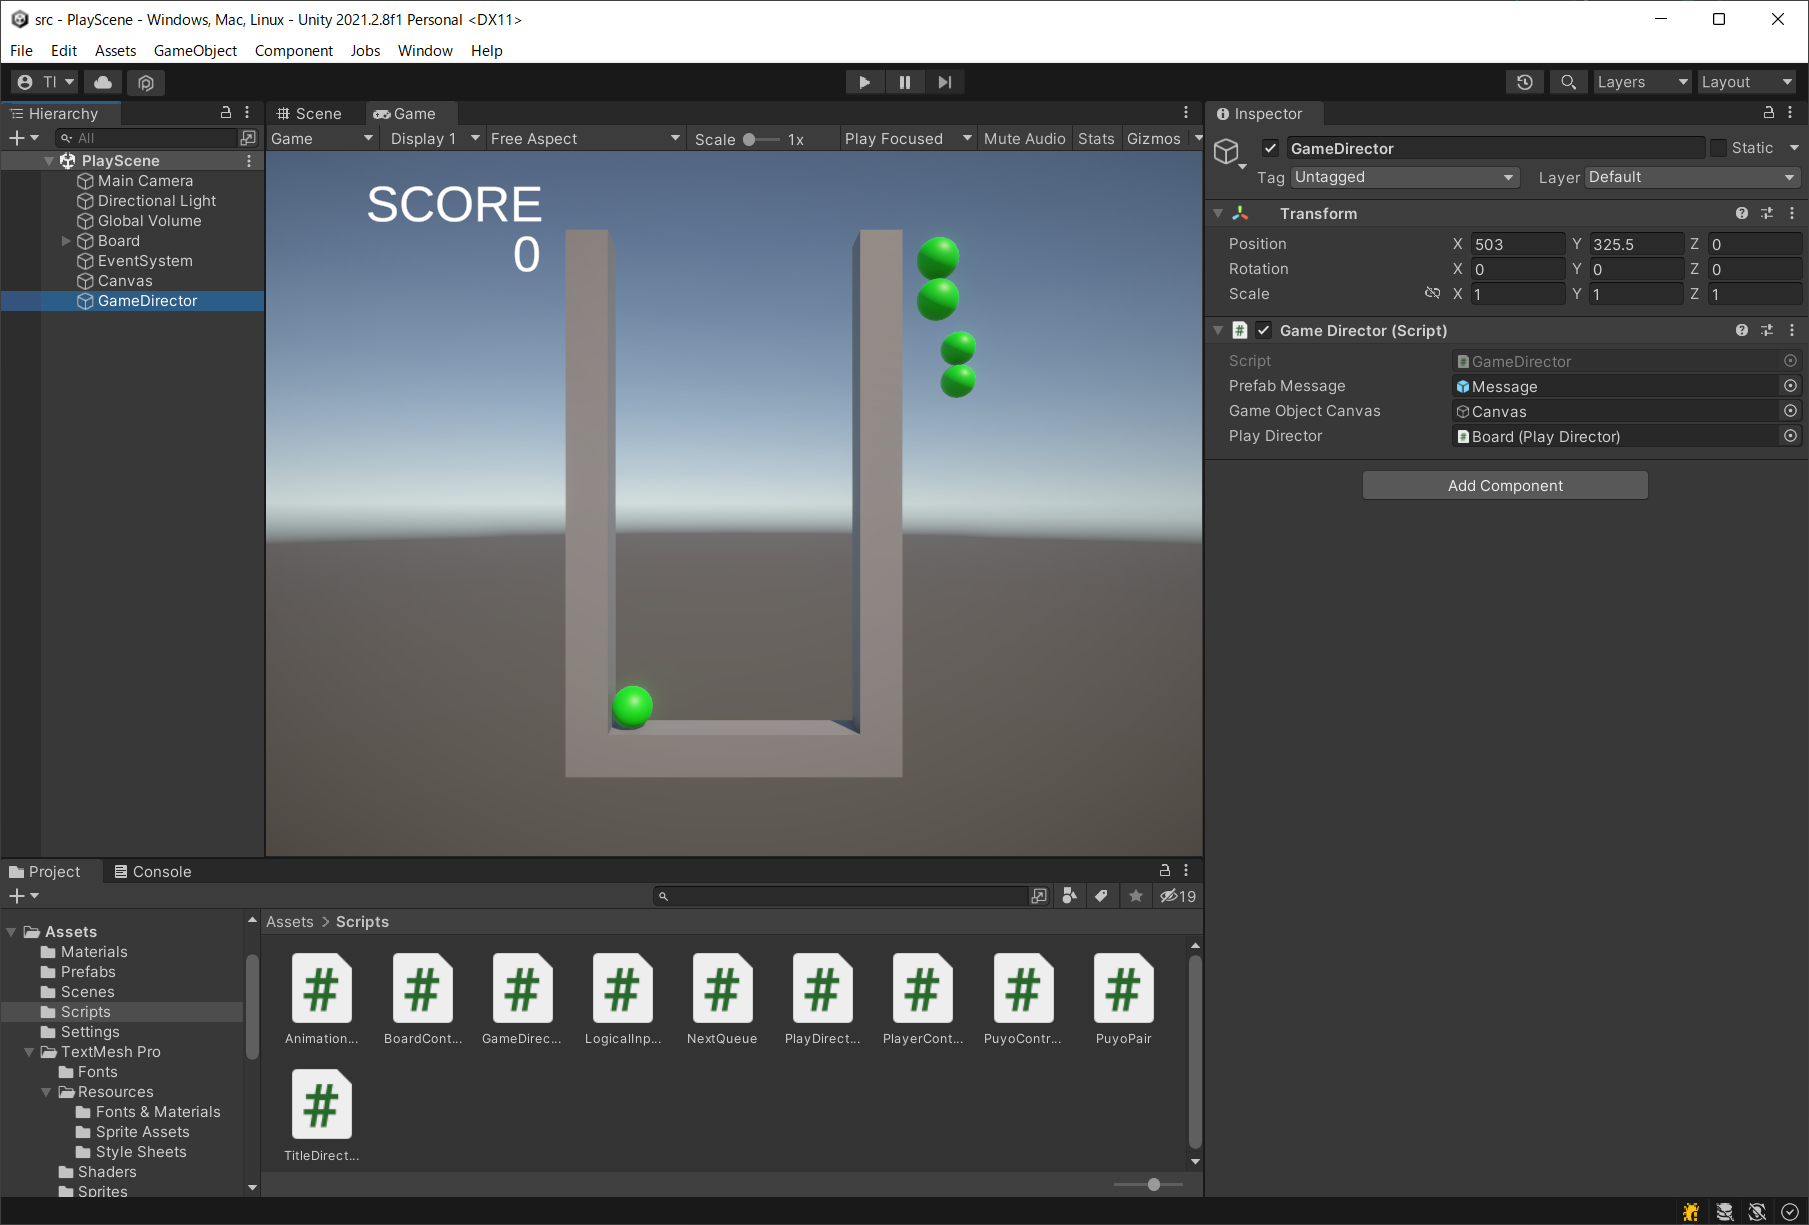 src - PlayScene - Windows, Mac, Linux - Unity 2021.2.8f1 Personal <DX11>
File Edit Assets GameObject Component Jobs Window Help
TI
Layers Layout
Hierarchy
All
PlayScene
Main Camera
Directional Light
Global Volume
Board
EventSystem
Canvas
GameDirector
Scene Game
Game Display 1 Free Aspect Scale 1x Play Focused Mute Audio Stats Gizmos
SCORE
0
Inspector
GameDirector Static
Tag Untagged Layer Default
Transform
Position X 503 Y 325.5 Z 0
Rotation X 0 Y 0 Z 0
Scale X 1 Y 1 Z 1
Game Director (Script)
Script GameDirector
Prefab Message Message
Game Object Canvas Canvas
Play Director Board (Play Director)
Add Component
Project Console
19
Assets
Materials
Prefabs
Scenes
Scripts
Settings
TextMesh Pro
Fonts
Resources
Fonts & Materials
Sprite Assets
Style Sheets
Shaders
Sprites
Assets > Scripts
Animation... BoardCont... GameDirec... LogicalInp... NextQueue PlayDirect... PlayerCont... PuyoContr... PuyoPair
TitleDirect...